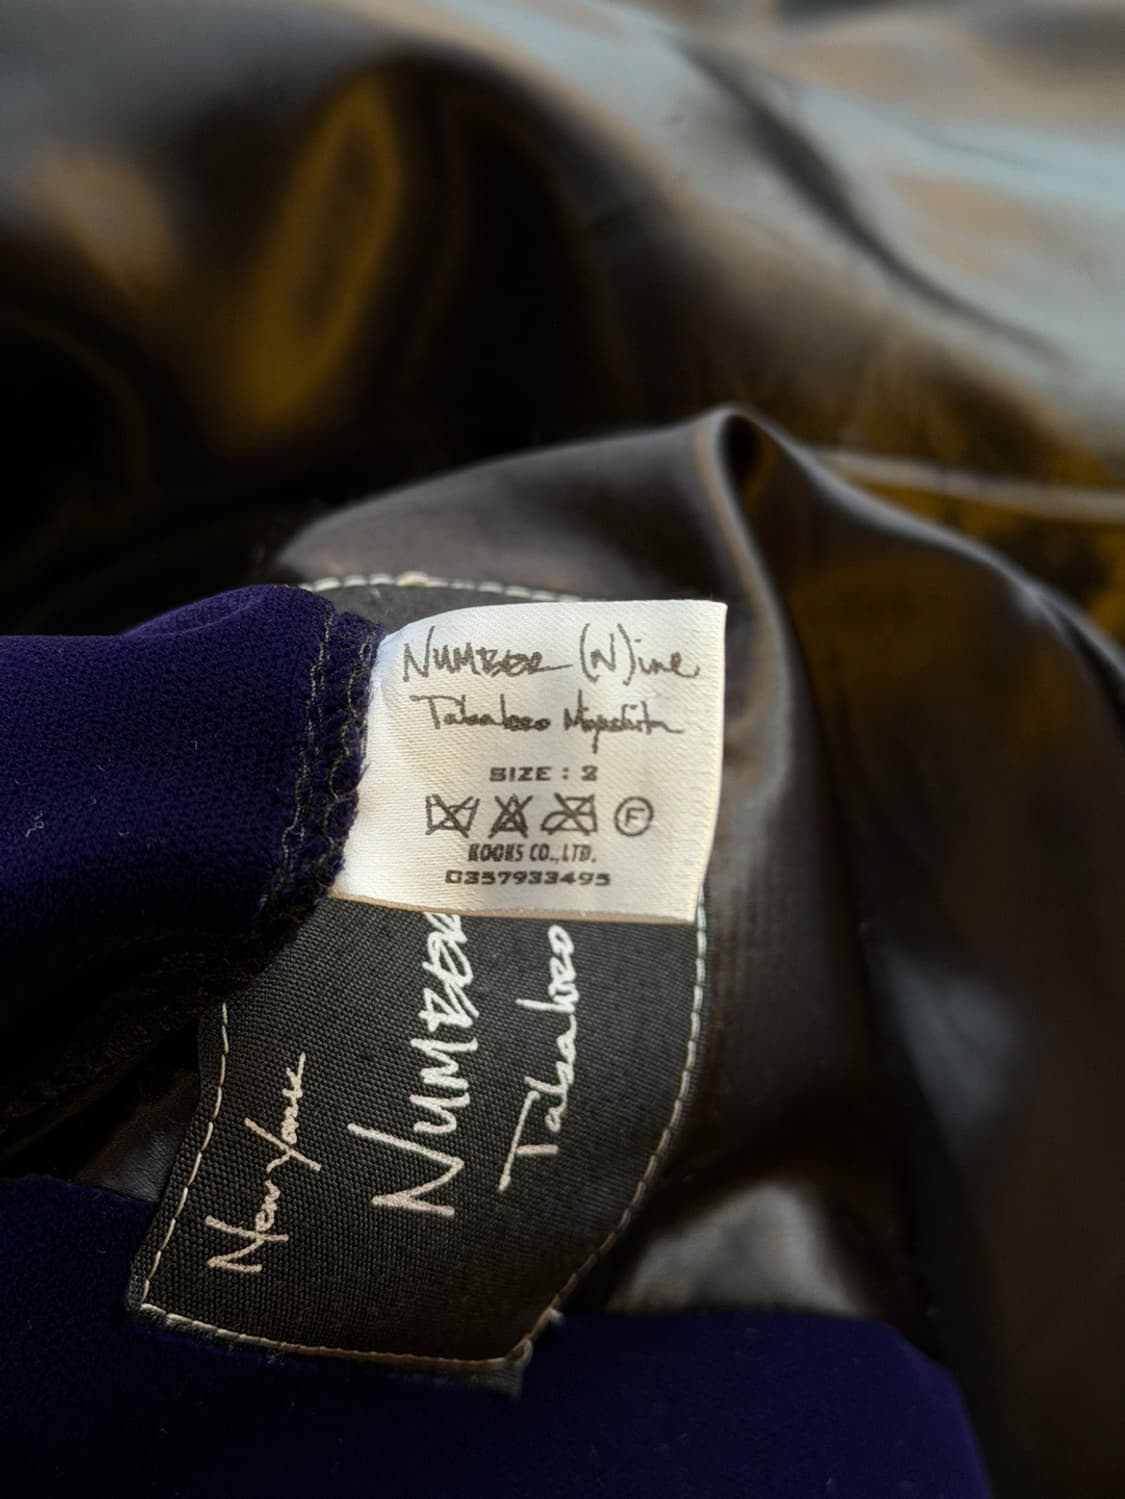 NUMBER (N)ine
Takahiro Miyashita
SIZE : 2
F
KOOKS CO.,LTD.
0357933495
NUMBER
Takahiro
New York